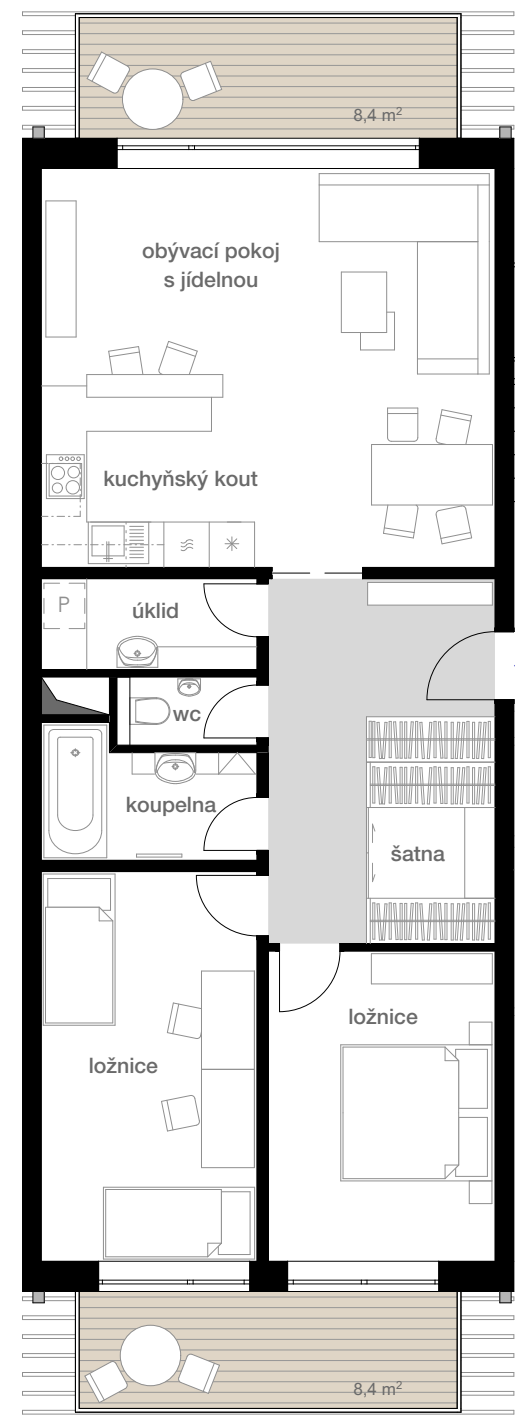 8,4 m²
obývací pokoj
s jídelnou
kuchyňský kout
P
úklid
wc
koupelna
šatna
ložnice
ložnice
8,4 m²